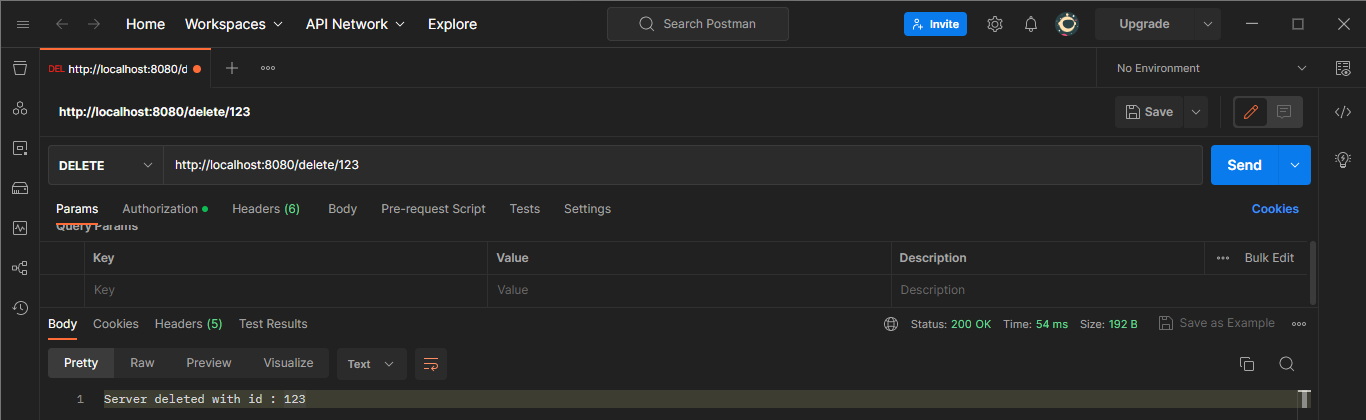 Home Workspaces API Network Explore Search Postman Invite Upgrade
DEL http://localhost:8080/d No Environment
http://localhost:8080/delete/123 Save
DELETE http://localhost:8080/delete/123 Send
Params Authorization Headers (6) Body Pre-request Script Tests Settings Cookies
Query Params
Key Value Description Bulk Edit
Key Value Description
Body Cookies Headers (5) Test Results Status: 200 OK Time: 54 ms Size: 192 B Save as Example
Pretty Raw Preview Visualize Text
1 Server deleted with id : 123